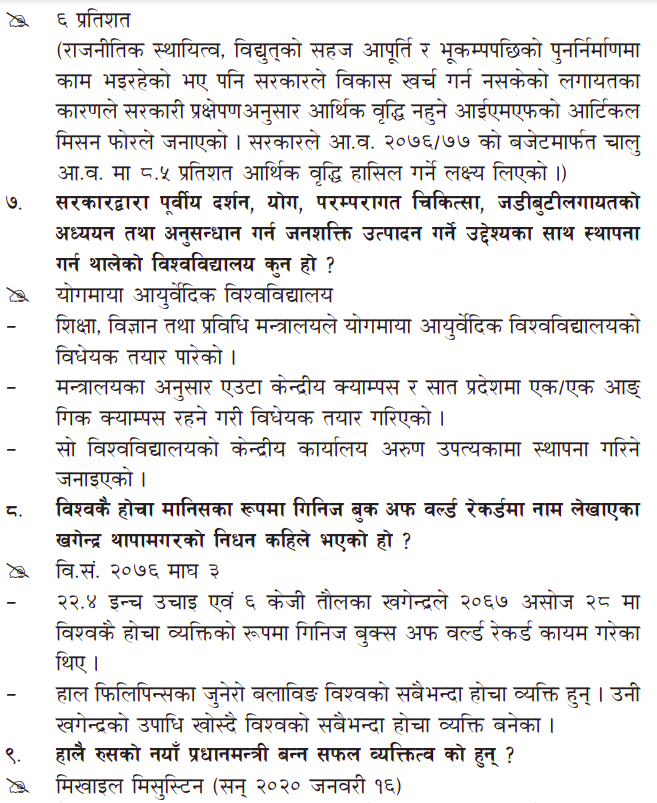 ६ प्रतिशत
(राजनीतिक स्थायित्व, विद्युत्को सहज आपूर्ति र भूकम्पपछिको पुनर्निर्माणमा
काम भइरहेको भए पनि सरकारले विकास खर्च गर्न नसकेको लगायतका
कारणले सरकारी प्रक्षेपणअनुसार आर्थिक वृद्धि नहुने आईएमएफको आर्टिकल
मिसन फोरले जनाएको । सरकारले आ.व. २०७६/७७ को बजेटमार्फत चालु
आ.व. मा ८.५ प्रतिशत आर्थिक वृद्धि हासिल गर्ने लक्ष्य लिएको ।)
७. सरकारद्वारा पूर्वीय दर्शन, योग, परम्परागत चिकित्सा, जडीबुटीलगायतको
अध्ययन तथा अनुसन्धान गर्न जनशक्ति उत्पादन गर्ने उद्देश्यका साथ स्थापना
गर्न थालेको विश्वविद्यालय कुन हो ?
योगमाया आयुर्वेदिक विश्वविद्यालय
– शिक्षा, विज्ञान तथा प्रविधि मन्त्रालयले योगमाया आयुर्वेदिक विश्वविद्यालयको
विधेयक तयार पारेको ।
– मन्त्रालयका अनुसार एउटा केन्द्रीय क्याम्पस र सात प्रदेशमा एक/एक आङ्
गिक क्याम्पस रहने गरी विधेयक तयार गरिएको ।
– सो विश्वविद्यालयको केन्द्रीय कार्यालय अरुण उपत्यकामा स्थापना गरिने
जनाइएको ।
८. विश्वकै होचा मानिसका रूपमा गिनिज बुक अफ वर्ल्ड रेकर्डमा नाम लेखाएका
खगेन्द्र थापामगरको निधन कहिले भएको हो ?
वि.सं. २०७६ माघ ३
– २२.४ इन्च उचाइ एवं ६ केजी तौलका खगेन्द्रले २०६७ असोज २८ मा
विश्वकै होचा व्यक्तिको रूपमा गिनिज बुक्स अफ वर्ल्ड रेकर्ड कायम गरेका
थिए ।
– हाल फिलिपिन्सका जुनेरो बलाविङ विश्वको सबैभन्दा होचा व्यक्ति हुन् । उनी
खगेन्द्रको उपाधि खोस्दै विश्वको सबैभन्दा होचा व्यक्ति बनेका ।
९. हालै रुसको नयाँ प्रधानमन्त्री बन्न सफल व्यक्तित्व को हुन् ?
मिखाइल मिसुस्टिन (सन् २०२० जनवरी १६)